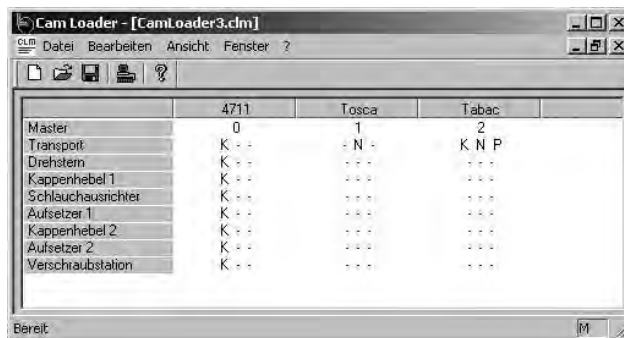 Cam Loader - [CamLoader3.clm]
CLM Datei Bearbeiten Ansicht Fenster ?
4711 Tosca Tabac
Master 0 1 2
Transport K - - - N - K N P
Drehstern K - - - - - - - -
Kappenhebel 1 K - - - - - - - -
Schlauchausrichter K - - - - - - - -
Aufsetzer 1 K - - - - - - - -
Kappenhebel 2 K - - - - - - - -
Aufsetzer 2 K - - - - - - - -
Verschraubstation K - - - - - - - -
Bereit M